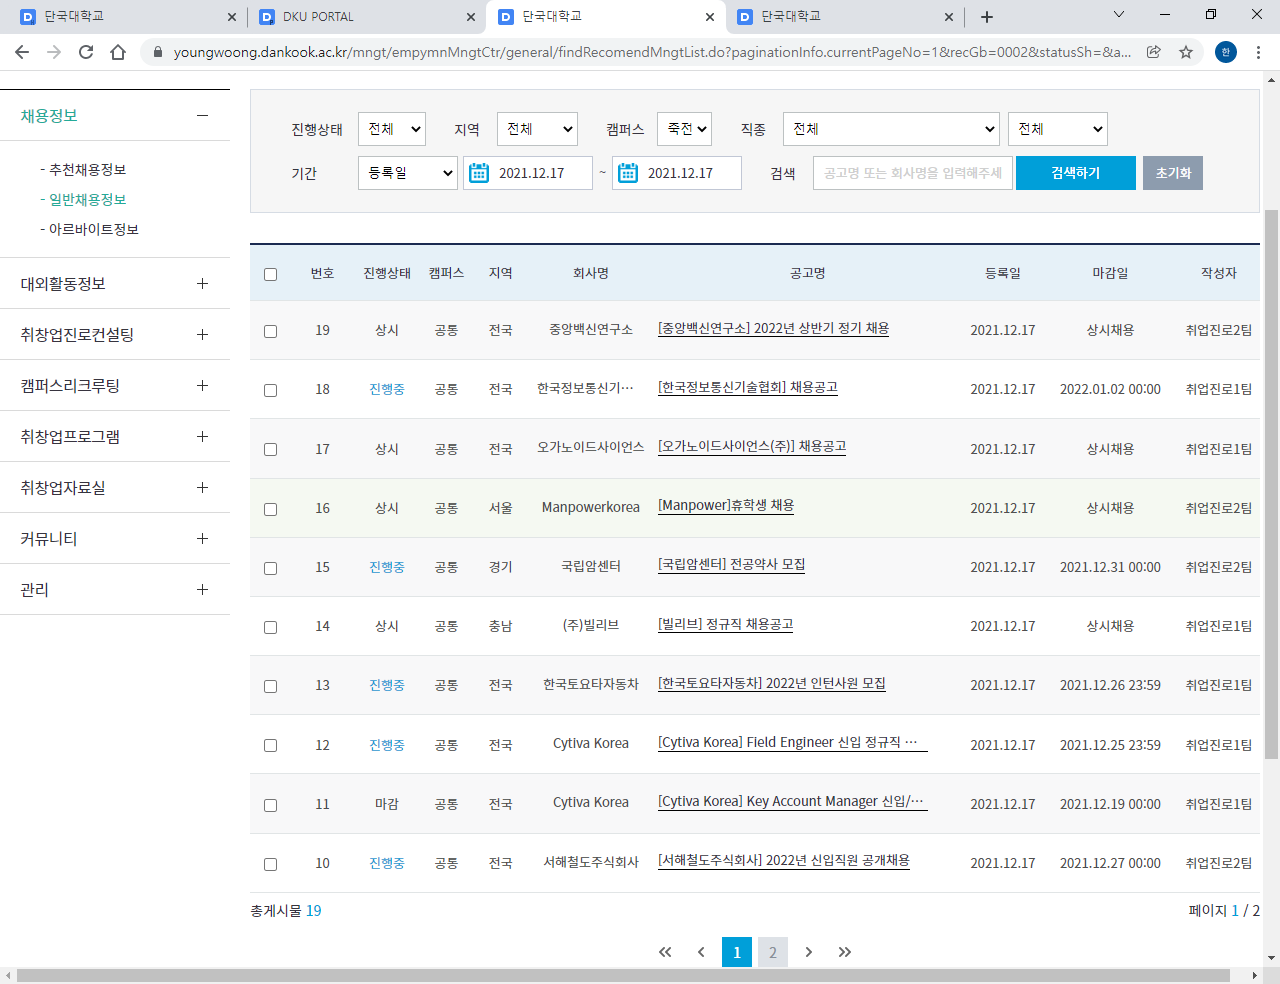 단국대학교
DKU PORTAL
단국대학교
단국대학교
youngwoong.dankook.ac.kr/mngt/empymnMngtCtr/general/findRecomendMngtList.do?paginationInfo.currentPageNo=1&recGb=0002&statusSh=&a...
한
채용정보
- 추천채용정보
- 일반채용정보
- 아르바이트정보
대외활동정보
취창업진로컨설팅
캠퍼스리크루팅
취창업프로그램
취창업자료실
커뮤니티
관리
진행상태 전체 지역 전체 캠퍼스 죽전 직종 전체 전체
기간 등록일 2021.12.17 ~ 2021.12.17 검색 공고명 또는 회사명을 입력해주세 검색하기 초기화
번호 진행상태 캠퍼스 지역 회사명 공고명 등록일 마감일 작성자
19 상시 공통 전국 중앙백신연구소 [중앙백신연구소] 2022년 상반기 정기 채용 2021.12.17 상시채용 취업진로2팀
18 진행중 공통 전국 한국정보통신기… [한국정보통신기술협회] 채용공고 2021.12.17 2022.01.02 00:00 취업진로1팀
17 상시 공통 전국 오가노이드사이언스 [오가노이드사이언스(주)] 채용공고 2021.12.17 상시채용 취업진로1팀
16 상시 공통 서울 Manpowerkorea [Manpower]휴학생 채용 2021.12.17 상시채용 취업진로2팀
15 진행중 공통 경기 국립암센터 [국립암센터] 전공약사 모집 2021.12.17 2021.12.31 00:00 취업진로2팀
14 상시 공통 충남 (주)빌리브 [빌리브] 정규직 채용공고 2021.12.17 상시채용 취업진로1팀
13 진행중 공통 전국 한국토요타자동차 [한국토요타자동차] 2022년 인턴사원 모집 2021.12.17 2021.12.26 23:59 취업진로1팀
12 진행중 공통 전국 Cytiva Korea [Cytiva Korea] Field Engineer 신입 정규직 … 2021.12.17 2021.12.25 23:59 취업진로1팀
11 마감 공통 전국 Cytiva Korea [Cytiva Korea] Key Account Manager 신입/… 2021.12.17 2021.12.19 00:00 취업진로1팀
10 진행중 공통 전국 서해철도주식회사 [서해철도주식회사] 2022년 신입직원 공개채용 2021.12.17 2021.12.27 00:00 취업진로2팀
총게시물 19 페이지 1 / 2
1 2